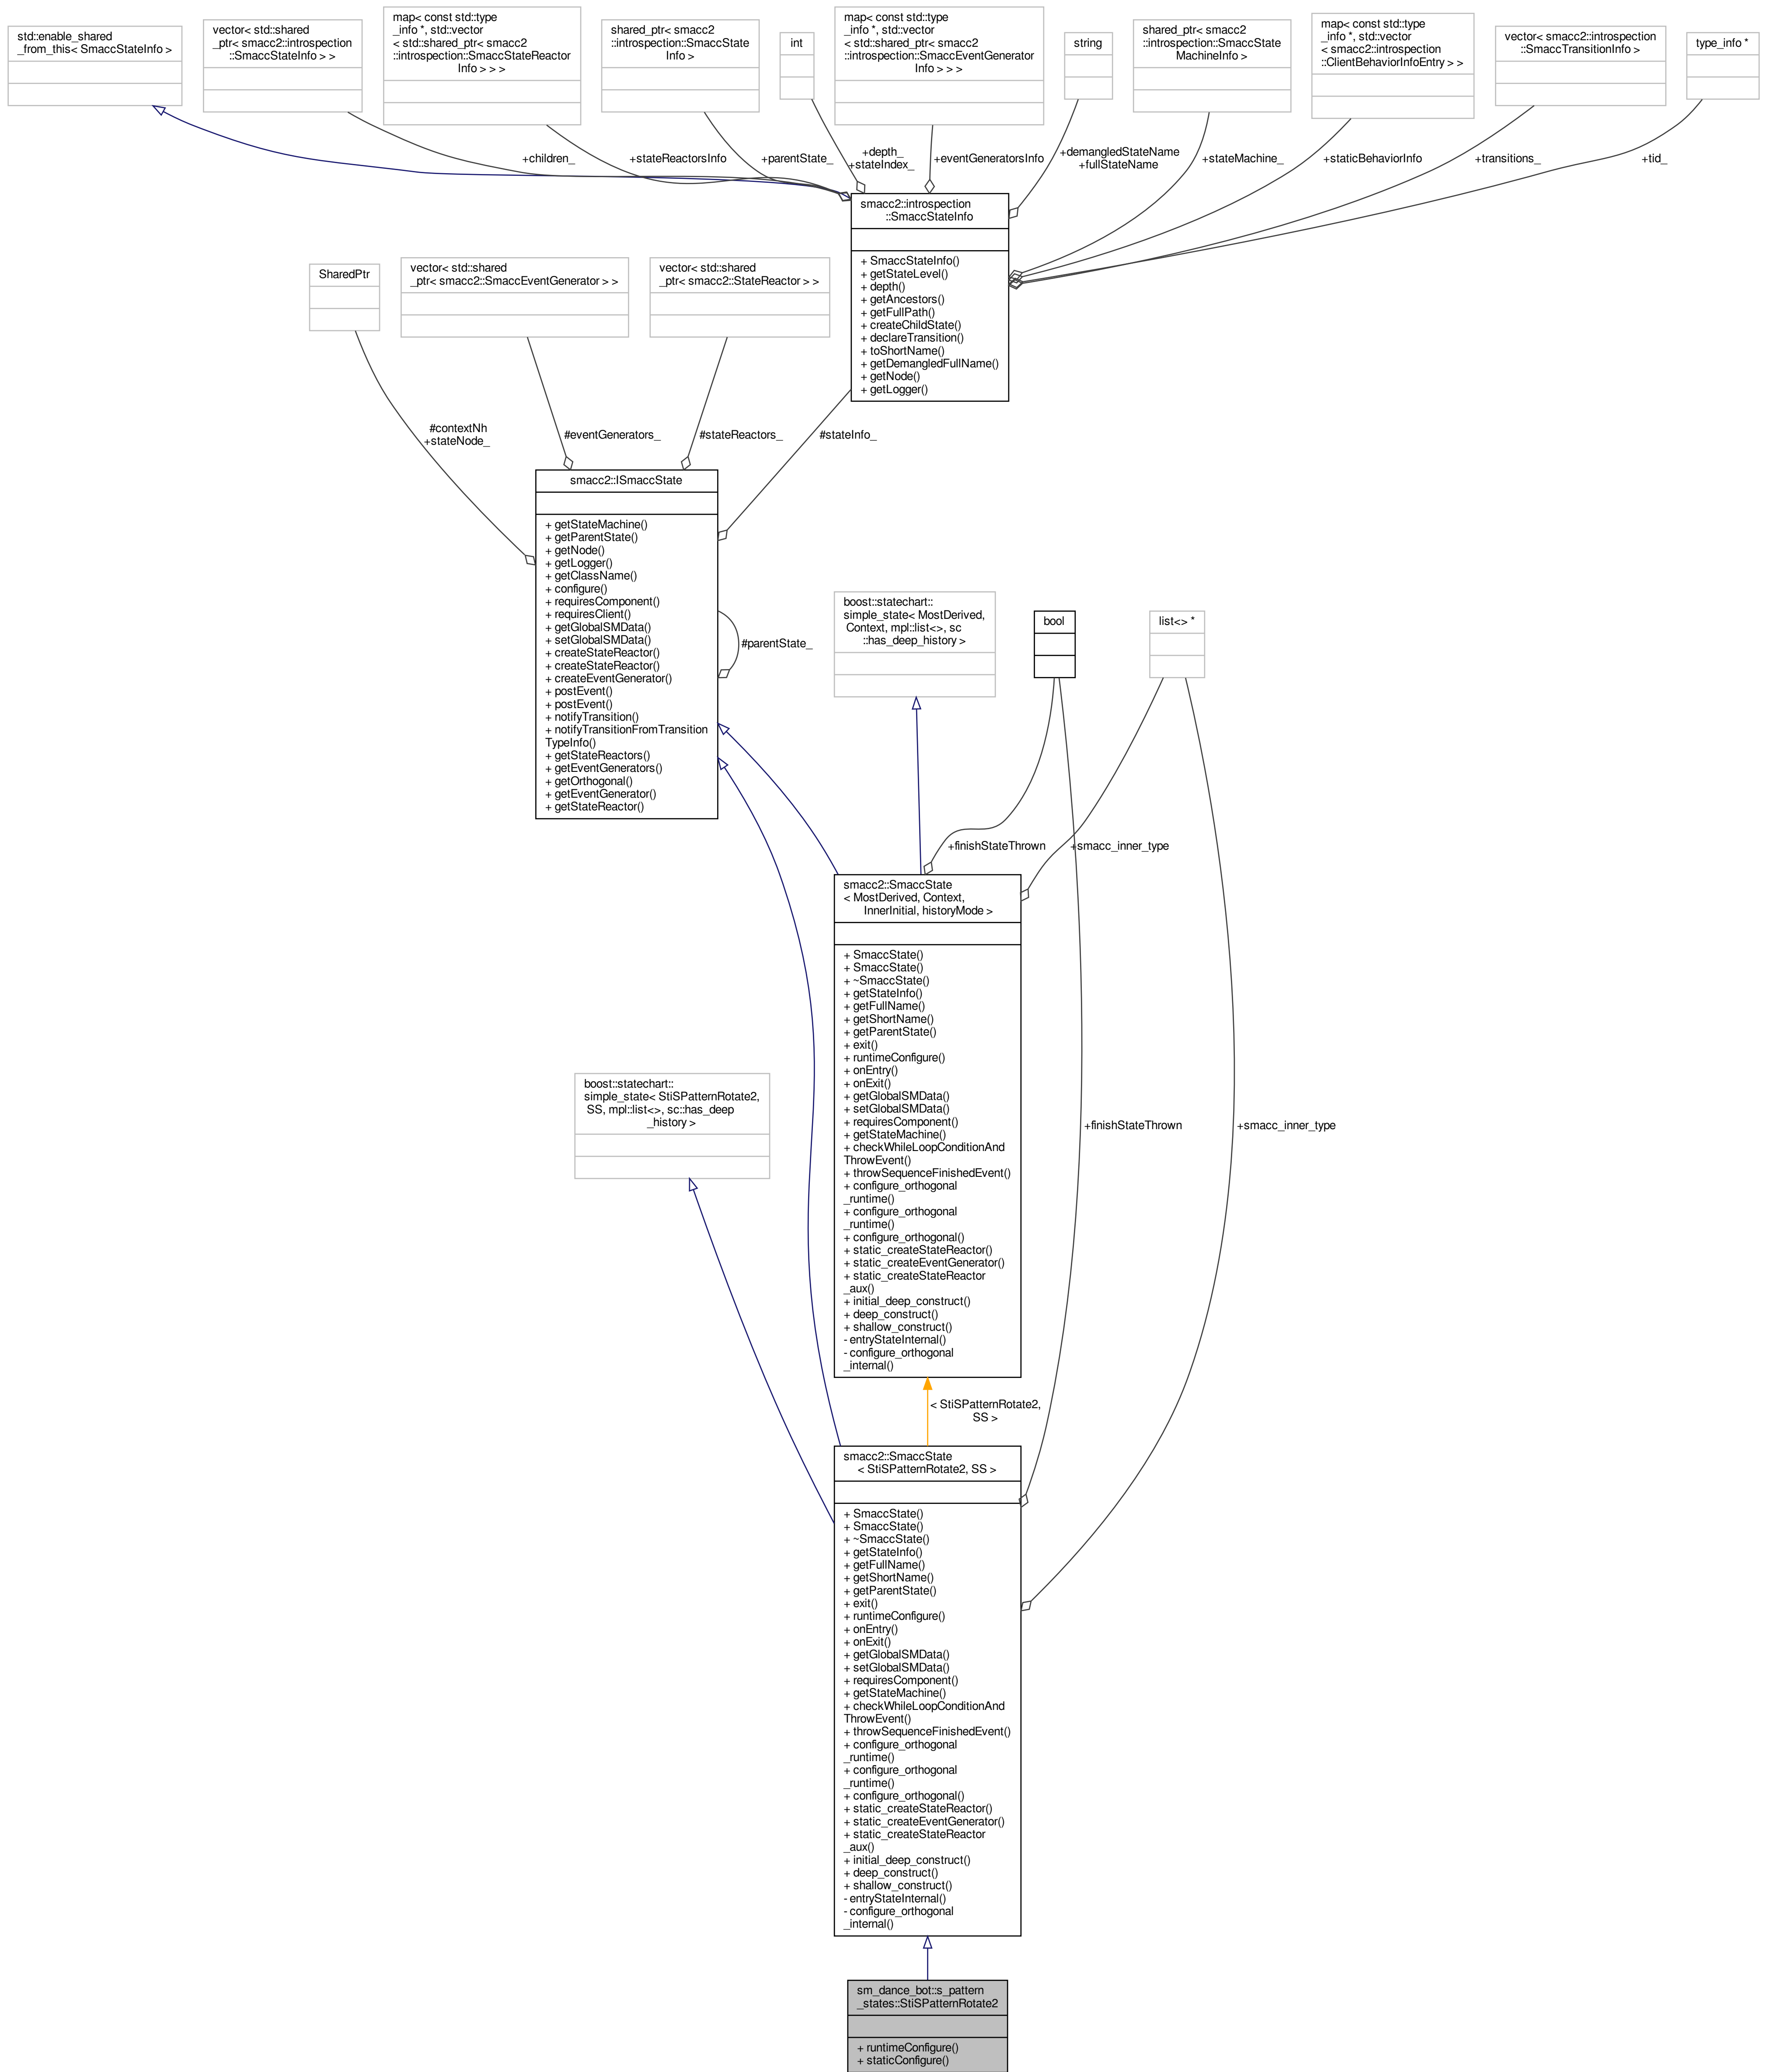 std::enable_shared
_from_this< SmaccStateInfo >
vector< std::shared
_ptr< smacc2::introspection
::SmaccStateInfo > >
map< const std::type
_info *, std::vector
< std::shared_ptr< smacc2
::introspection::SmaccStateReactor
Info > > >
shared_ptr< smacc2
::introspection::SmaccState
Info >
int
map< const std::type
_info *, std::vector
< std::shared_ptr< smacc2
::introspection::SmaccEventGenerator
Info > > >
string
shared_ptr< smacc2
::introspection::SmaccState
MachineInfo >
map< const std::type
_info *, std::vector
< smacc2::introspection
::ClientBehaviorInfoEntry > >
vector< smacc2::introspection
::SmaccTransitionInfo >
type_info *
+children_
+stateReactorsInfo
+parentState_
+depth_
+stateIndex_
+eventGeneratorsInfo
+demangledStateName
+fullStateName
+stateMachine_
+staticBehaviorInfo
+transitions_
+tid_
smacc2::introspection
::SmaccStateInfo
+ SmaccStateInfo()
+ getStateLevel()
+ depth()
+ getAncestors()
+ getFullPath()
+ createChildState()
+ declareTransition()
+ toShortName()
+ getDemangledFullName()
+ getNode()
+ getLogger()
SharedPtr
vector< std::shared
_ptr< smacc2::SmaccEventGenerator > >
vector< std::shared
_ptr< smacc2::StateReactor > >
#contextNh
+stateNode_
#eventGenerators_
#stateReactors_
#stateInfo_
smacc2::ISmaccState
+ getStateMachine()
+ getParentState()
+ getNode()
+ getLogger()
+ getClassName()
+ configure()
+ requiresComponent()
+ requiresClient()
+ getGlobalSMData()
+ setGlobalSMData()
+ createStateReactor()
+ createStateReactor()
+ createEventGenerator()
+ postEvent()
+ postEvent()
+ notifyTransition()
+ notifyTransitionFromTransition
TypeInfo()
+ getStateReactors()
+ getEventGenerators()
+ getOrthogonal()
+ getEventGenerator()
+ getStateReactor()
#parentState_
boost::statechart::
simple_state< MostDerived,
Context, mpl::list<>, sc
::has_deep_history >
bool
list<> *
+finishStateThrown
+smacc_inner_type
smacc2::SmaccState
< MostDerived, Context,
InnerInitial, historyMode >
+ SmaccState()
+ SmaccState()
+ ~SmaccState()
+ getStateInfo()
+ getFullName()
+ getShortName()
+ getParentState()
+ exit()
+ runtimeConfigure()
+ onEntry()
+ onExit()
+ getGlobalSMData()
+ setGlobalSMData()
+ requiresComponent()
+ getStateMachine()
+ checkWhileLoopConditionAnd
ThrowEvent()
+ throwSequenceFinishedEvent()
+ configure_orthogonal
_runtime()
+ configure_orthogonal
_runtime()
+ configure_orthogonal()
+ static_createStateReactor()
+ static_createEventGenerator()
+ static_createStateReactor
_aux()
+ initial_deep_construct()
+ deep_construct()
+ shallow_construct()
- entryStateInternal()
- configure_orthogonal
_internal()
boost::statechart::
simple_state< StiSPatternRotate2,
SS, mpl::list<>, sc::has_deep
_history >
+finishStateThrown
+smacc_inner_type
< StiSPatternRotate2,
SS >
smacc2::SmaccState
< StiSPatternRotate2, SS >
+ SmaccState()
+ SmaccState()
+ ~SmaccState()
+ getStateInfo()
+ getFullName()
+ getShortName()
+ getParentState()
+ exit()
+ runtimeConfigure()
+ onEntry()
+ onExit()
+ getGlobalSMData()
+ setGlobalSMData()
+ requiresComponent()
+ getStateMachine()
+ checkWhileLoopConditionAnd
ThrowEvent()
+ throwSequenceFinishedEvent()
+ configure_orthogonal
_runtime()
+ configure_orthogonal
_runtime()
+ configure_orthogonal()
+ static_createStateReactor()
+ static_createEventGenerator()
+ static_createStateReactor
_aux()
+ initial_deep_construct()
+ deep_construct()
+ shallow_construct()
- entryStateInternal()
- configure_orthogonal
_internal()
sm_dance_bot::s_pattern
_states::StiSPatternRotate2
+ runtimeConfigure()
+ staticConfigure()